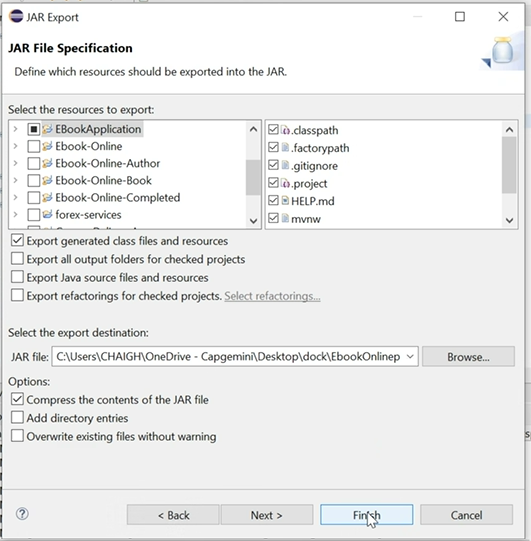 JAR Export
JAR File Specification
Define which resources should be exported into the JAR.
Select the resources to export:
EBookApplication
Ebook-Online
Ebook-Online-Author
Ebook-Online-Book
Ebook-Online-Completed
forex-services
.classpath
.factorypath
.gitignore
.project
HELP.md
mvnw
Export generated class files and resources
Export all output folders for checked projects
Export Java source files and resources
Export refactorings for checked projects. Select refactorings...
Select the export destination:
JAR file: C:\Users\CHAIGH\OneDrive - Capgemini\Desktop\dock\EbookOnlinep Browse...
Options:
Compress the contents of the JAR file
Add directory entries
Overwrite existing files without warning
? < Back Next > Finish Cancel